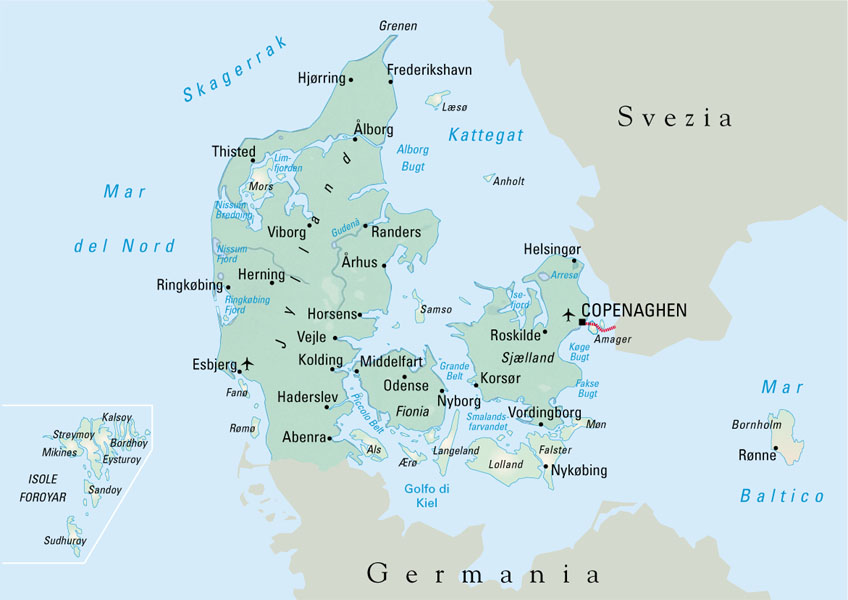 Grenen
Skagerrak
Hjørring
Frederikshavn
Læsø
Svezia
Kattegat
Ålborg
Alborg
Bugt
Thisted
Lim-
fjorden
Mors
Anholt
Mar
del Nord
Nissum
Bredning
Viborg
Gudenå
Randers
Jylland
Nissum
Fjord
Århus
Helsingør
Arresø
Herning
Ringkøbing
Ringkøbing
Fjord
Ise-
fjord
Samsø
COPENAGHEN
Horsens
Roskilde
Amager
Vejle
Sjælland
Køge
Bugt
Kolding
Middelfart
Grande
Belt
Esbjerg
Odense
Korsør
Fakse
Bugt
Mar
Fanø
Haderslev
Piccolo Belt
Fionia
Nyborg
Smalands
farvandet
Vordingborg
Møn
Bornholm
Rømø
Abenra
Als
Ærø
Langeland
Lolland
Falster
Nykøbing
Rønne
Golfo di
Kiel
Baltico
Kalsoy
Streymoy
Mikines
Bordhoy
Eysturoy
ISOLE
FOROYAR
Sandoy
Sudhuroy
Germania